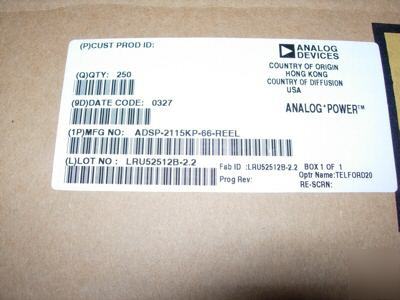 (P)CUST PROD ID:
(Q)QTY: 250
(9D)DATE CODE: 0327
(1P)MFG NO: ADSP-2115KP-66-REEL
(L)LOT NO: LRU52512B-2.2
ANALOG
DEVICES
COUNTRY OF ORIGIN
HONG KONG
COUNTRY OF DIFFUSION
USA
ANALOG*POWER™
Fab ID :LRU52512B-2.2 BOX 1 OF 1
Prog Rev: Optr Name:TELFORD20
RE-SCRN: